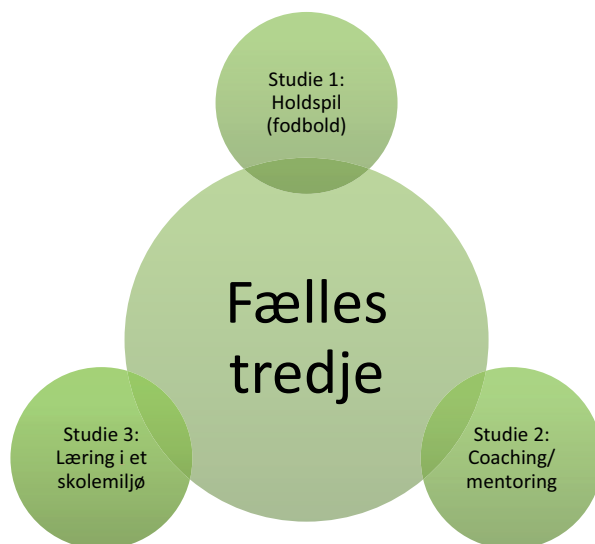 Studie 1:
Holdspil
(fodbold)
Fælles
tredje
Studie 3:
Læring i et
skolemiljø
Studie 2:
Coaching/
mentoring